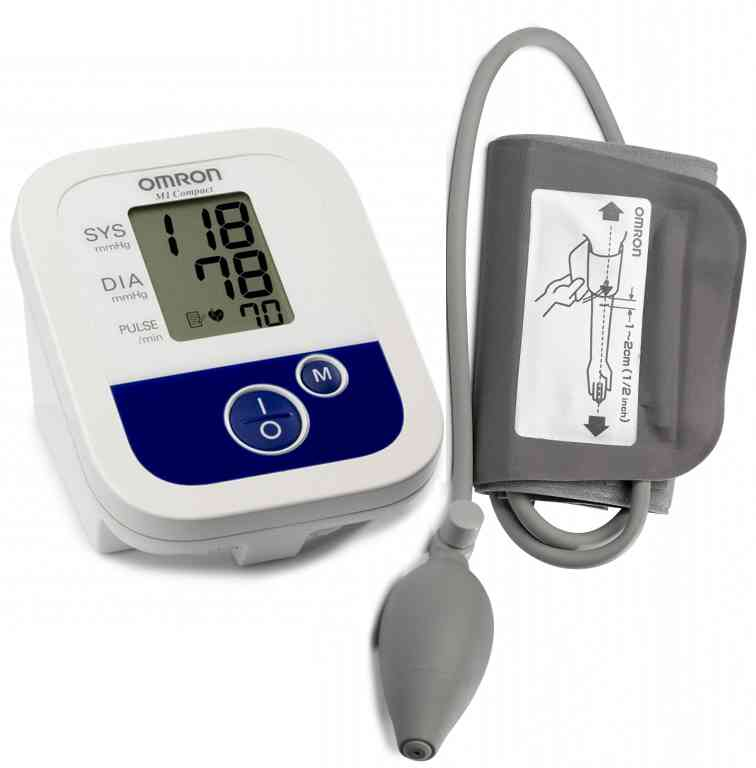 OMRON
M1 Compact
SYS
mmHg
118
DIA
mmHg
78
PULSE
/min
70
M
I
O
OMRON
1~2cm (1/2 inch)